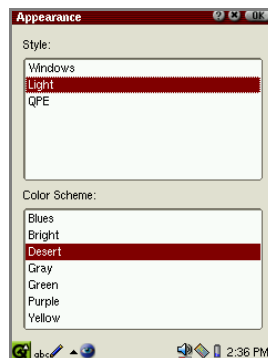 Appearance ? X OK
Style:
Windows
Light
QPE
Color Scheme:
Blues
Bright
Desert
Gray
Green
Purple
Yellow
abc 2:36 PM